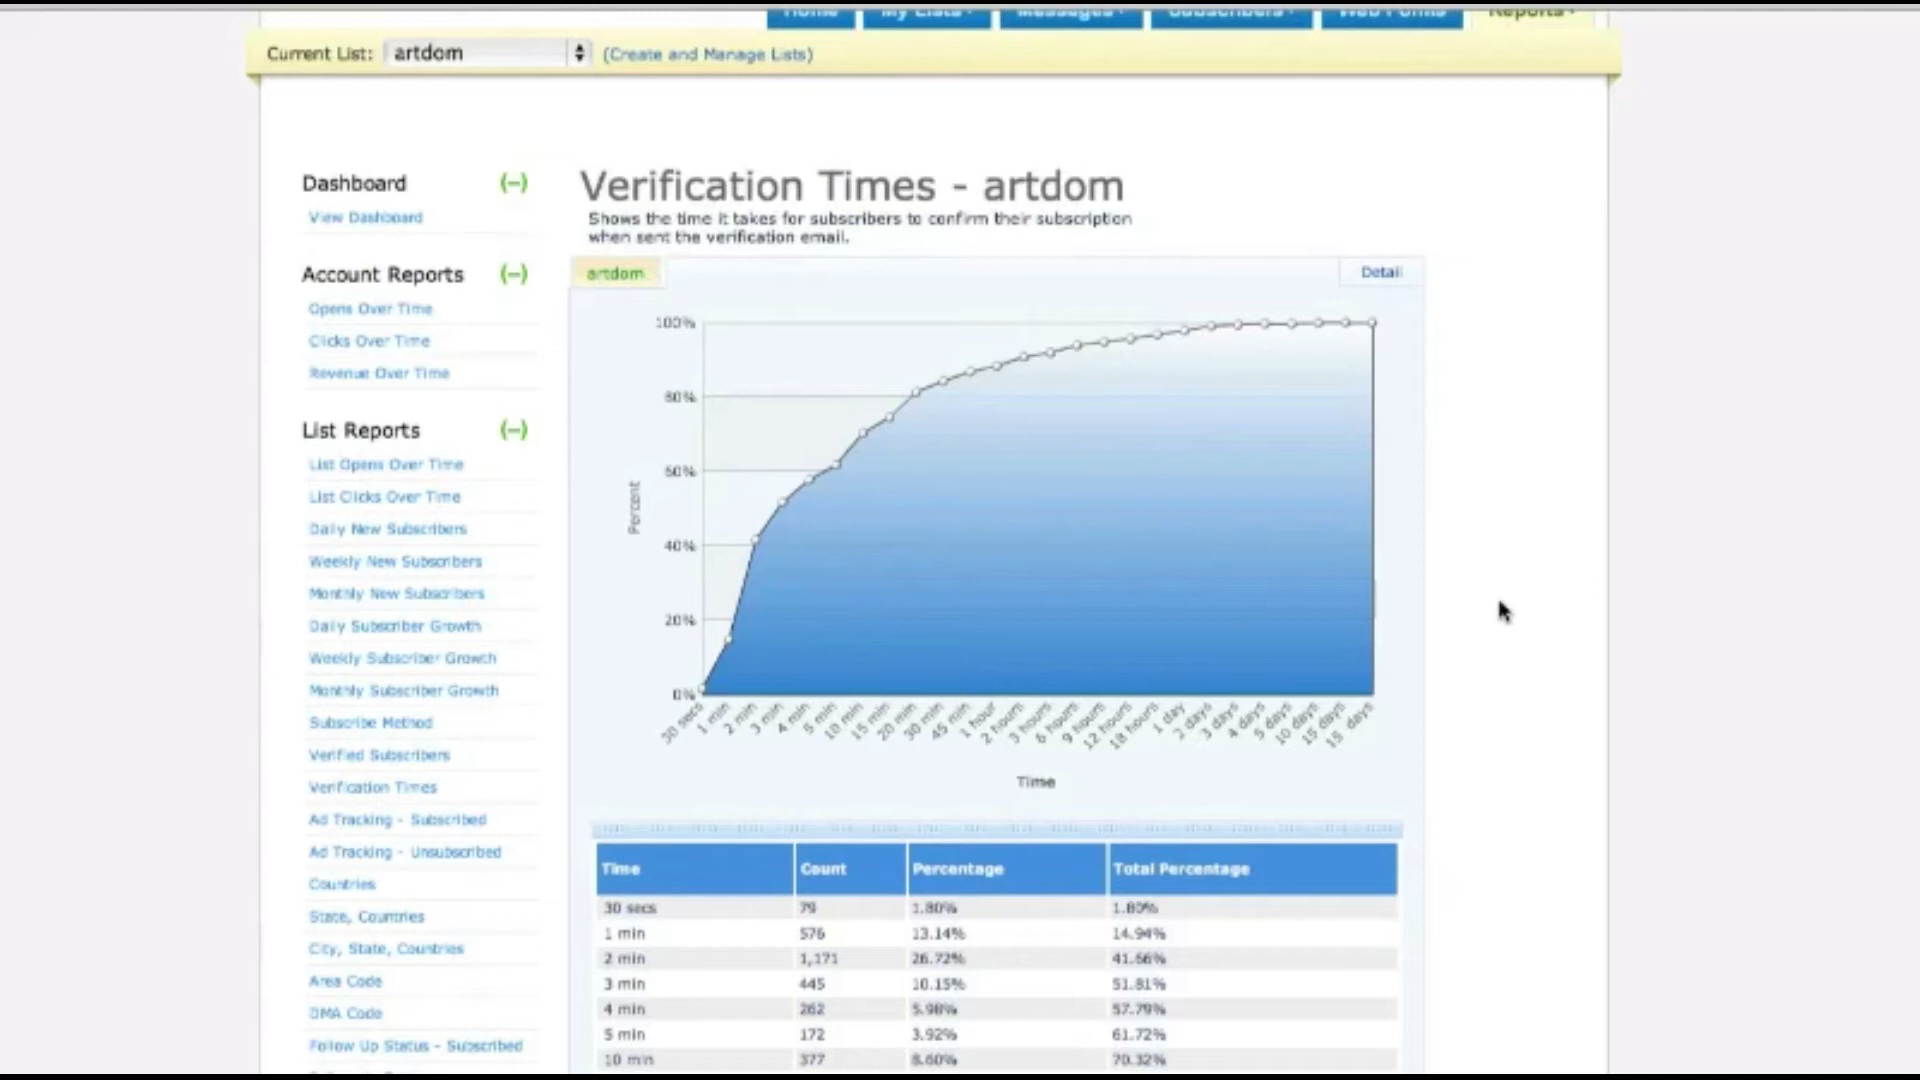 Home My Lists Messages Subscribers Web Forms Reports
Current List: artdom (Create and Manage Lists)
Dashboard (−)
View Dashboard
Account Reports (−)
Opens Over Time
Clicks Over Time
Revenue Over Time
List Reports (−)
List Opens Over Time
List Clicks Over Time
Daily New Subscribers
Weekly New Subscribers
Monthly New Subscribers
Daily Subscriber Growth
Weekly Subscriber Growth
Monthly Subscriber Growth
Subscribe Method
Verified Subscribers
Verification Times
Ad Tracking - Subscribed
Ad Tracking - Unsubscribed
Countries
State, Countries
City, State, Countries
Area Code
DMA Code
Follow Up Status - Subscribed
Verification Times - artdom
Shows the time it takes for subscribers to confirm their subscription
when sent the verification email.
artdom Detail
100%
80%
60%
40%
20%
0%
Percent
30 secs 1 min 2 min 3 min 4 min 5 min 10 min 15 min 20 min 30 min 45 min 1 hour 2 hours 3 hours 6 hours 9 hours 12 hours 18 hours 1 day 2 days 3 days 4 days 5 days 10 days 15 days 15 days
Time
Time Count Percentage Total Percentage
30 secs 79 1.80% 1.80%
1 min 576 13.14% 14.94%
2 min 1,171 26.72% 41.66%
3 min 445 10.15% 51.81%
4 min 262 5.98% 57.79%
5 min 172 3.92% 61.72%
10 min 377 8.60% 70.32%